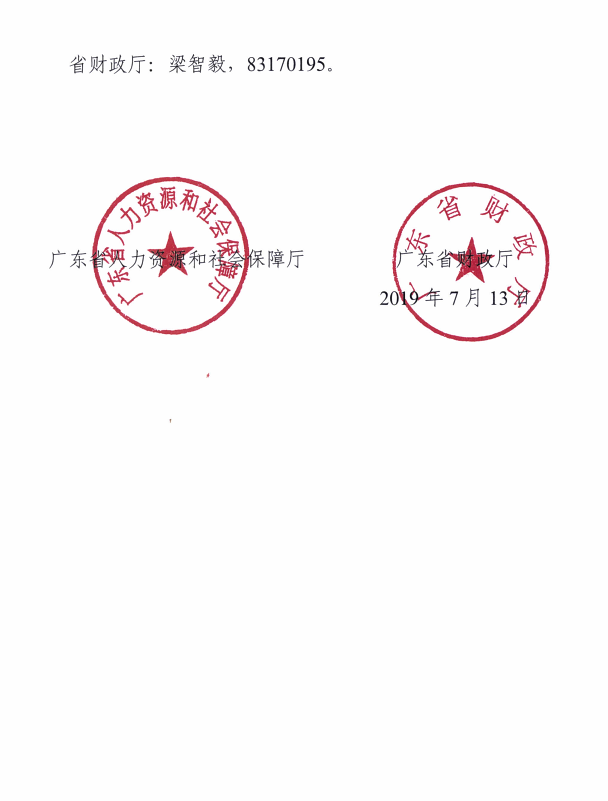 省财政厅：梁智毅，83170195。
广东省人力资源和社会保障厅
广东省财政厅
广东省人力资源和社会保障厅
广东省财政厅
2019 年 7 月 13 日